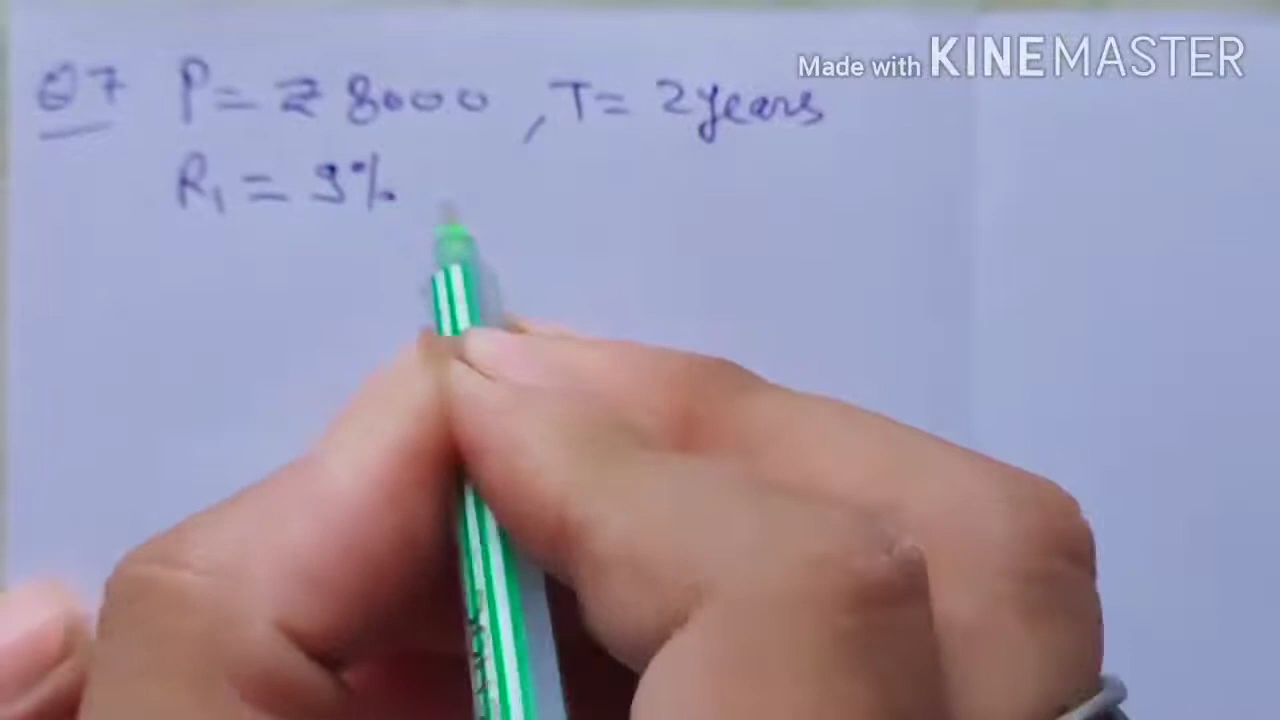 Made with KINEMASTER
Q7 P = ₹ 8000 , T = 2 years
R₁ = 9%